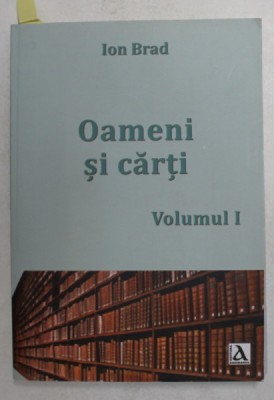 Ion Brad
Oameni
și cărți
Volumul I